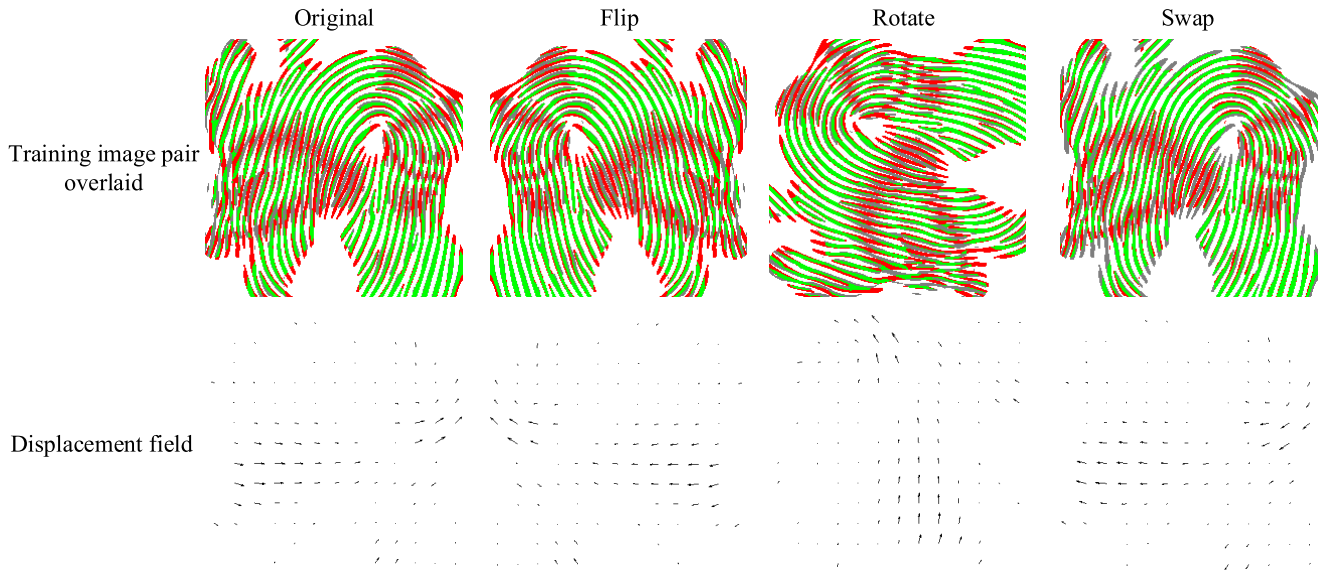 Original
Flip
Rotate
Swap
Training image pair
overlaid
Displacement field